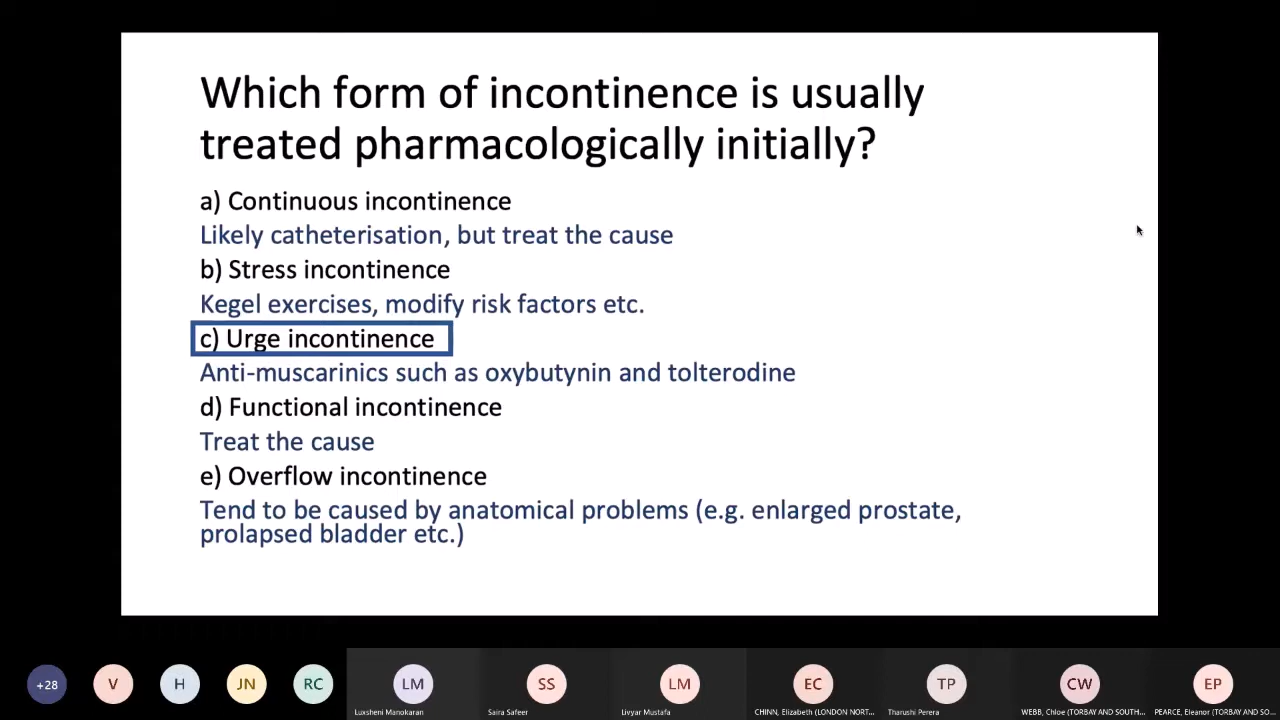 Which form of incontinence is usually
treated pharmacologically initially?
a) Continuous incontinence
Likely catheterisation, but treat the cause
b) Stress incontinence
Kegel exercises, modify risk factors etc.
c) Urge incontinence
Anti-muscarinics such as oxybutynin and tolterodine
d) Functional incontinence
Treat the cause
e) Overflow incontinence
Tend to be caused by anatomical problems (e.g. enlarged prostate,
prolapsed bladder etc.)
+28 V H JN RC LM SS LM EC TP CW EP
Luxsheni Manokaran Saira Safeer Livyar Mustafa CHINN, Elizabeth (LONDON NORT... Tharushi Perera WEBB, Chloe (TORBAY AND SOUTH... PEARCE, Eleanor (TORBAY AND SO...